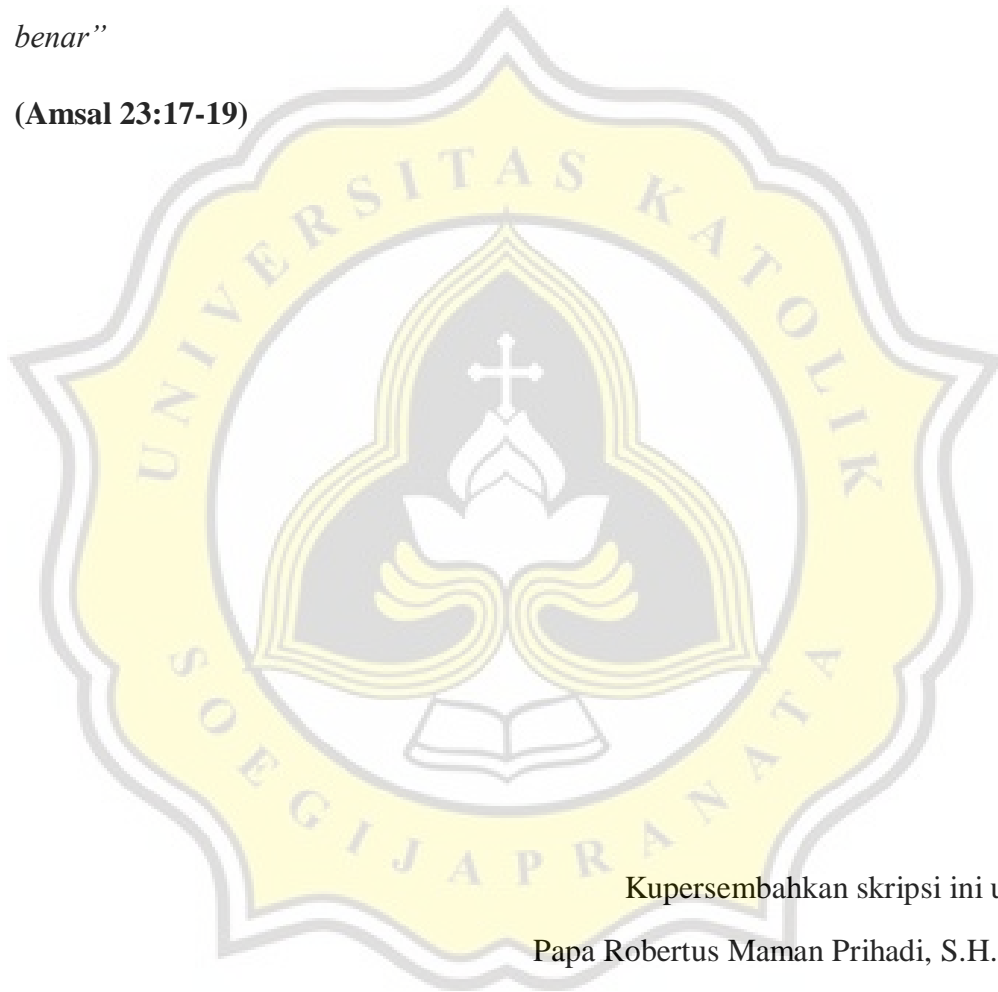 benar”
(Amsal 23:17-19)
UNIVERSITAS KATOLIK
SOEGIJAPRANATA
Kupersembahkan skripsi ini u
Papa Robertus Maman Prihadi, S.H.